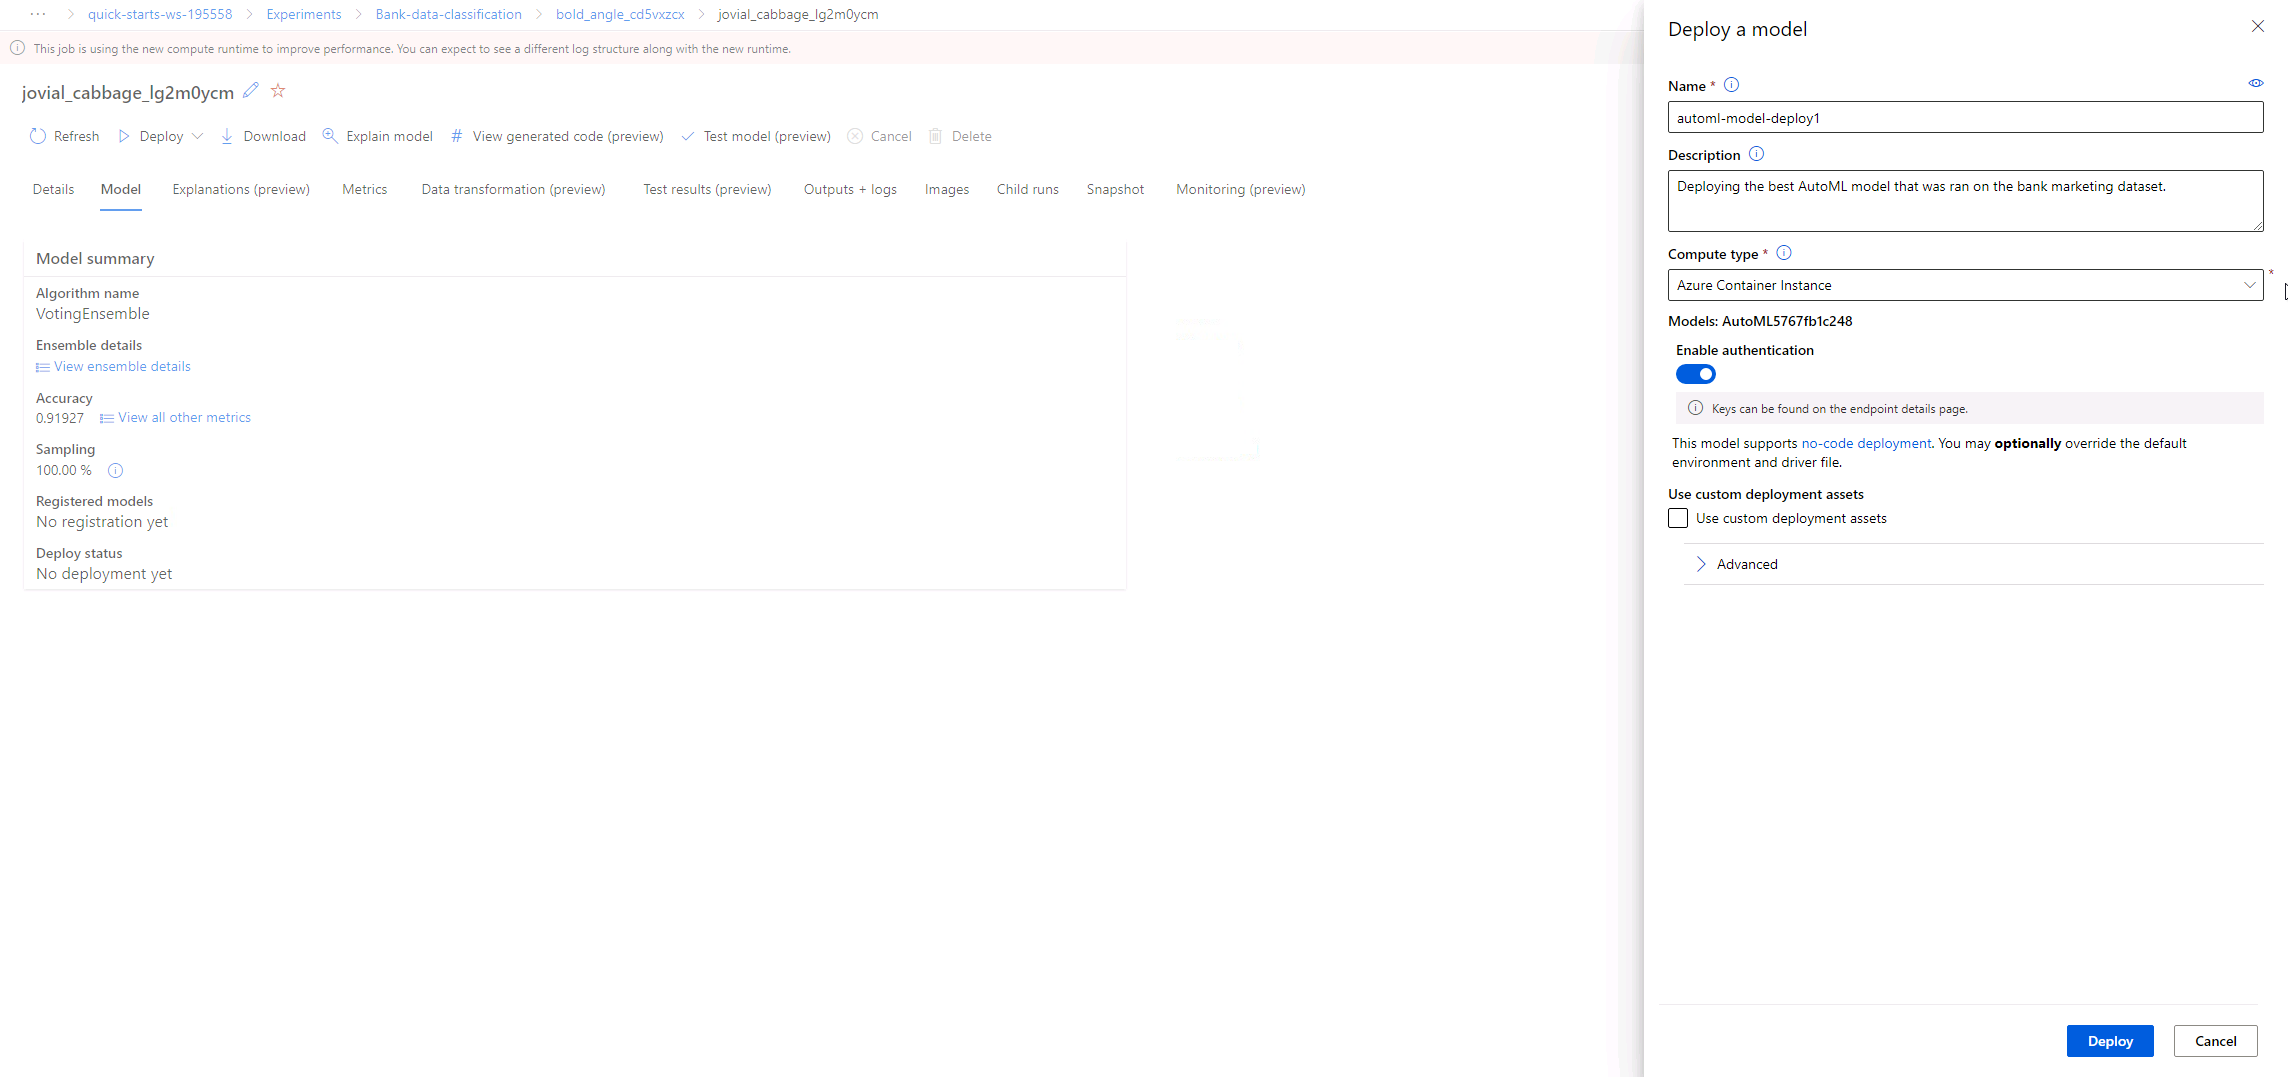 ··· > quick-starts-ws-195558 > Experiments > Bank-data-classification > bold_angle_cd5vxzcx > jovial_cabbage_lg2m0ycm
This job is using the new compute runtime to improve performance. You can expect to see a different log structure along with the new runtime.
jovial_cabbage_lg2m0ycm
Refresh Deploy Download Explain model # View generated code (preview) Test model (preview) Cancel Delete
Details Model Explanations (preview) Metrics Data transformation (preview) Test results (preview) Outputs + logs Images Child runs Snapshot Monitoring (preview)
Model summary
Algorithm name
VotingEnsemble
Ensemble details
View ensemble details
Accuracy
0.91927 View all other metrics
Sampling
100.00 %
Registered models
No registration yet
Deploy status
No deployment yet
Deploy a model
Name *
automl-model-deploy1
Description
Deploying the best AutoML model that was ran on the bank marketing dataset.
Compute type *
Azure Container Instance *
Models: AutoML5767fb1c248
Enable authentication
Keys can be found on the endpoint details page.
This model supports no-code deployment. You may optionally override the default
environment and driver file.
Use custom deployment assets
Use custom deployment assets
Advanced
Deploy Cancel